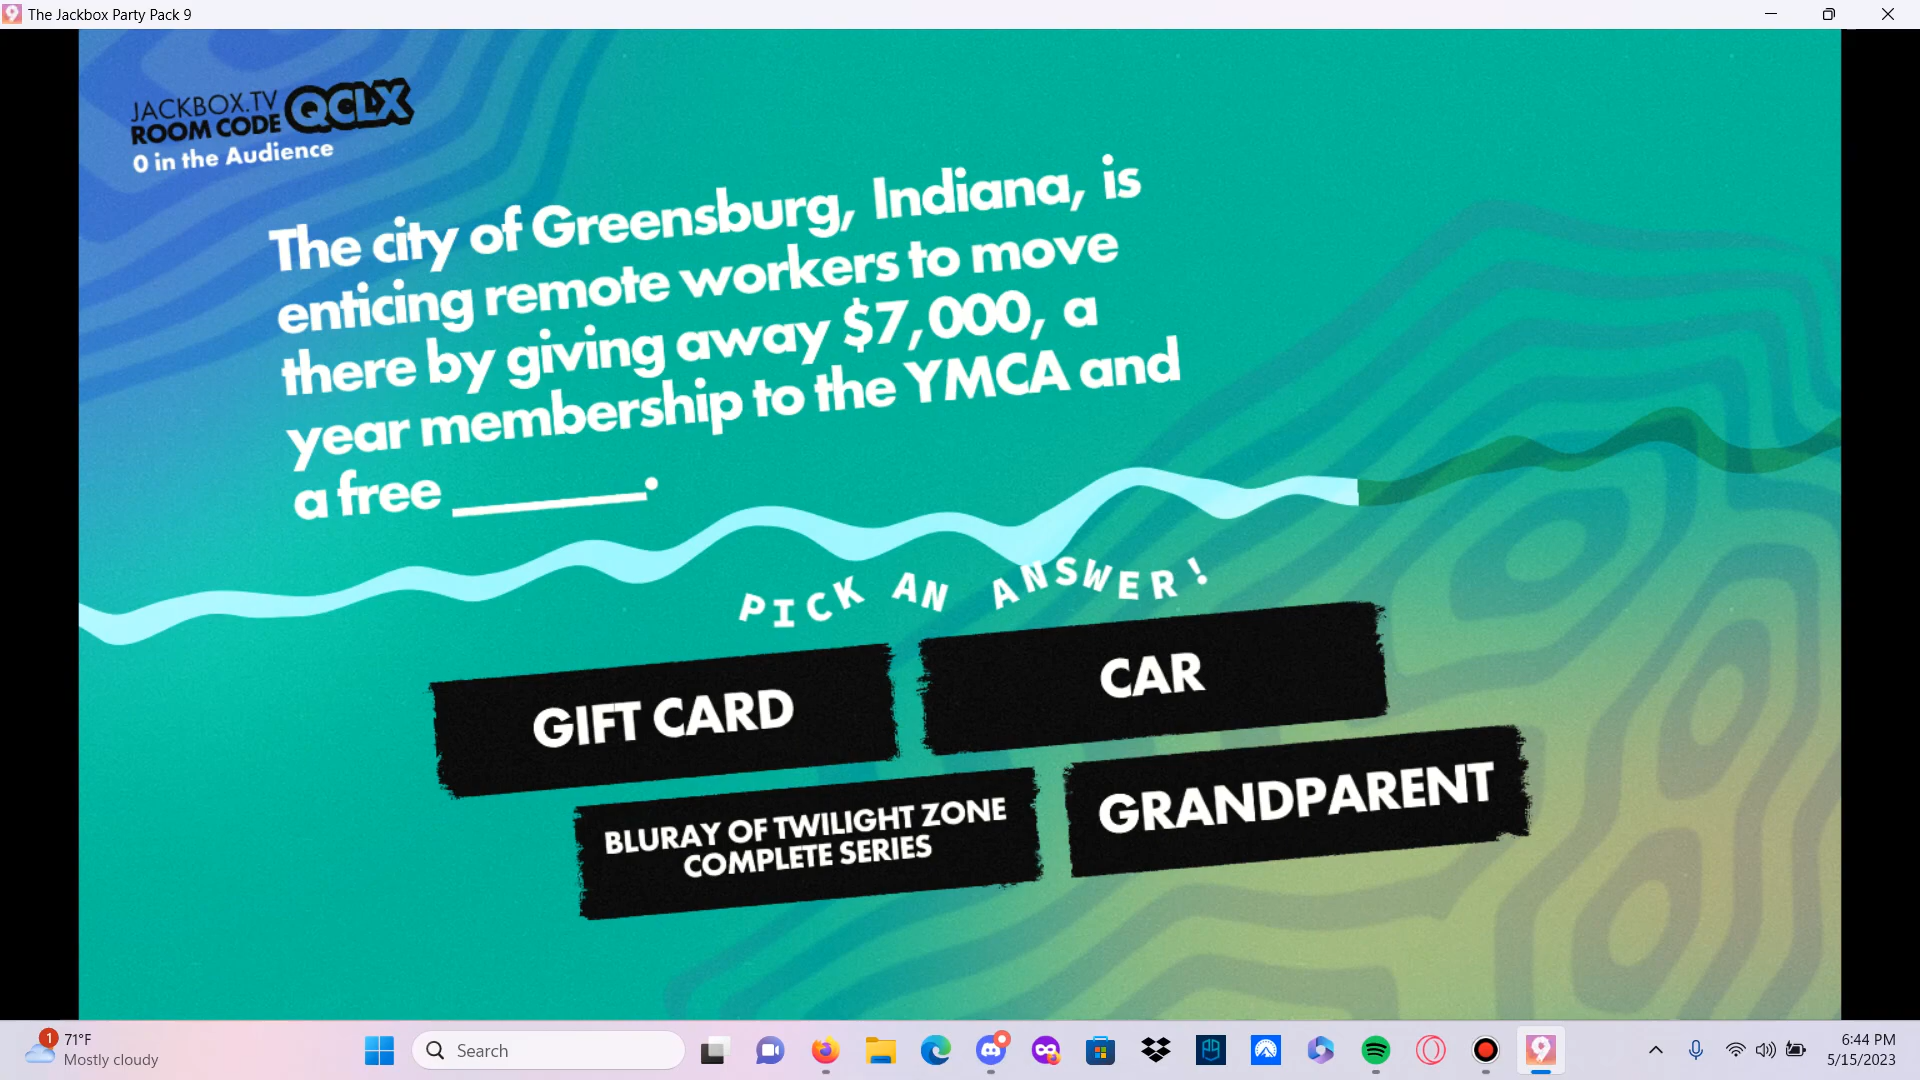 The Jackbox Party Pack 9
JACKBOX.TV
ROOM CODE
QCLX
0 in the Audience
The city of Greensburg, Indiana, is
enticing remote workers to move
there by giving away $7,000, a
year membership to the YMCA and
a free ________.
PICK AN ANSWER!
GIFT CARD
CAR
BLURAY OF TWILIGHT ZONE
COMPLETE SERIES
GRANDPARENT
1
71°F
Mostly cloudy
Search
9
6:44 PM
5/15/2023